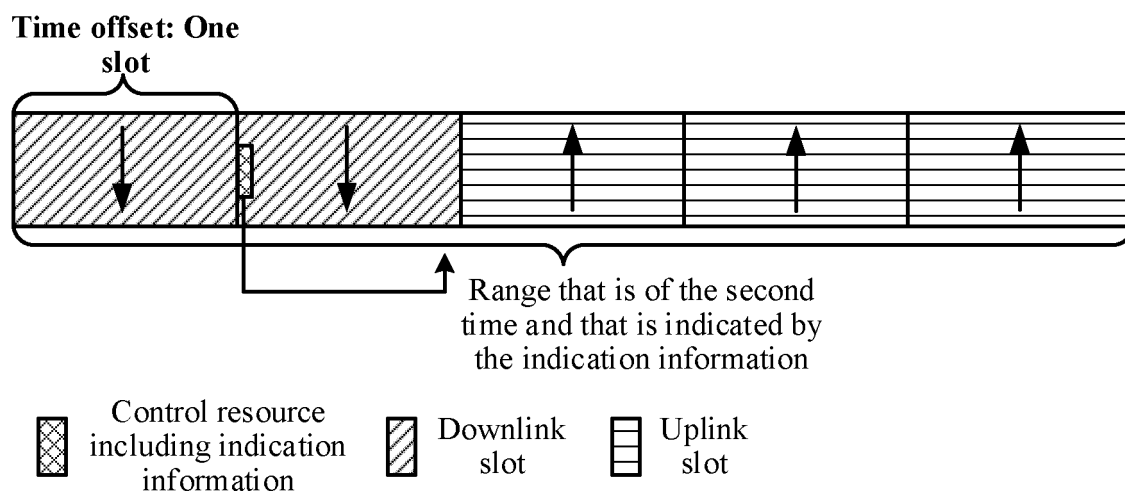 Time offset: One
slot
Range that is of the second
time and that is indicated by
the indication information
Control resource
including indication
information
Downlink
slot
Uplink
slot